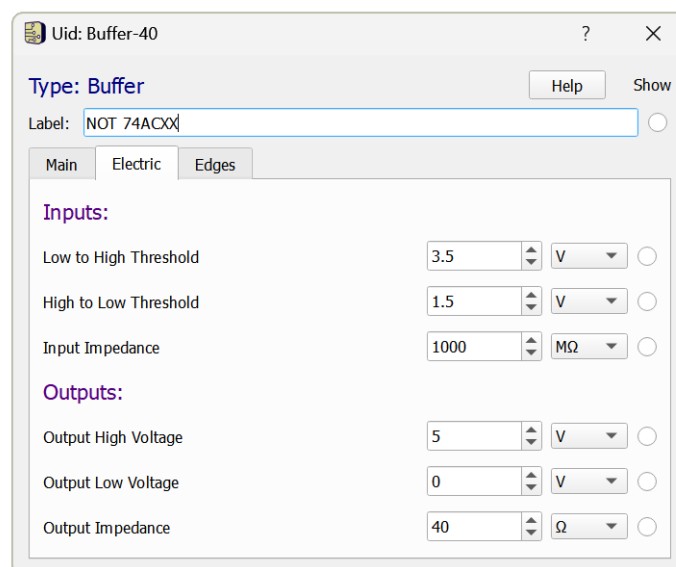 Uid: Buffer-40 ?
Type: Buffer Help Show
Label: NOT 74ACXX
Main Electric Edges
Inputs:
Low to High Threshold 3.5 V
High to Low Threshold 1.5 V
Input Impedance 1000 MΩ
Outputs:
Output High Voltage 5 V
Output Low Voltage 0 V
Output Impedance 40 Ω